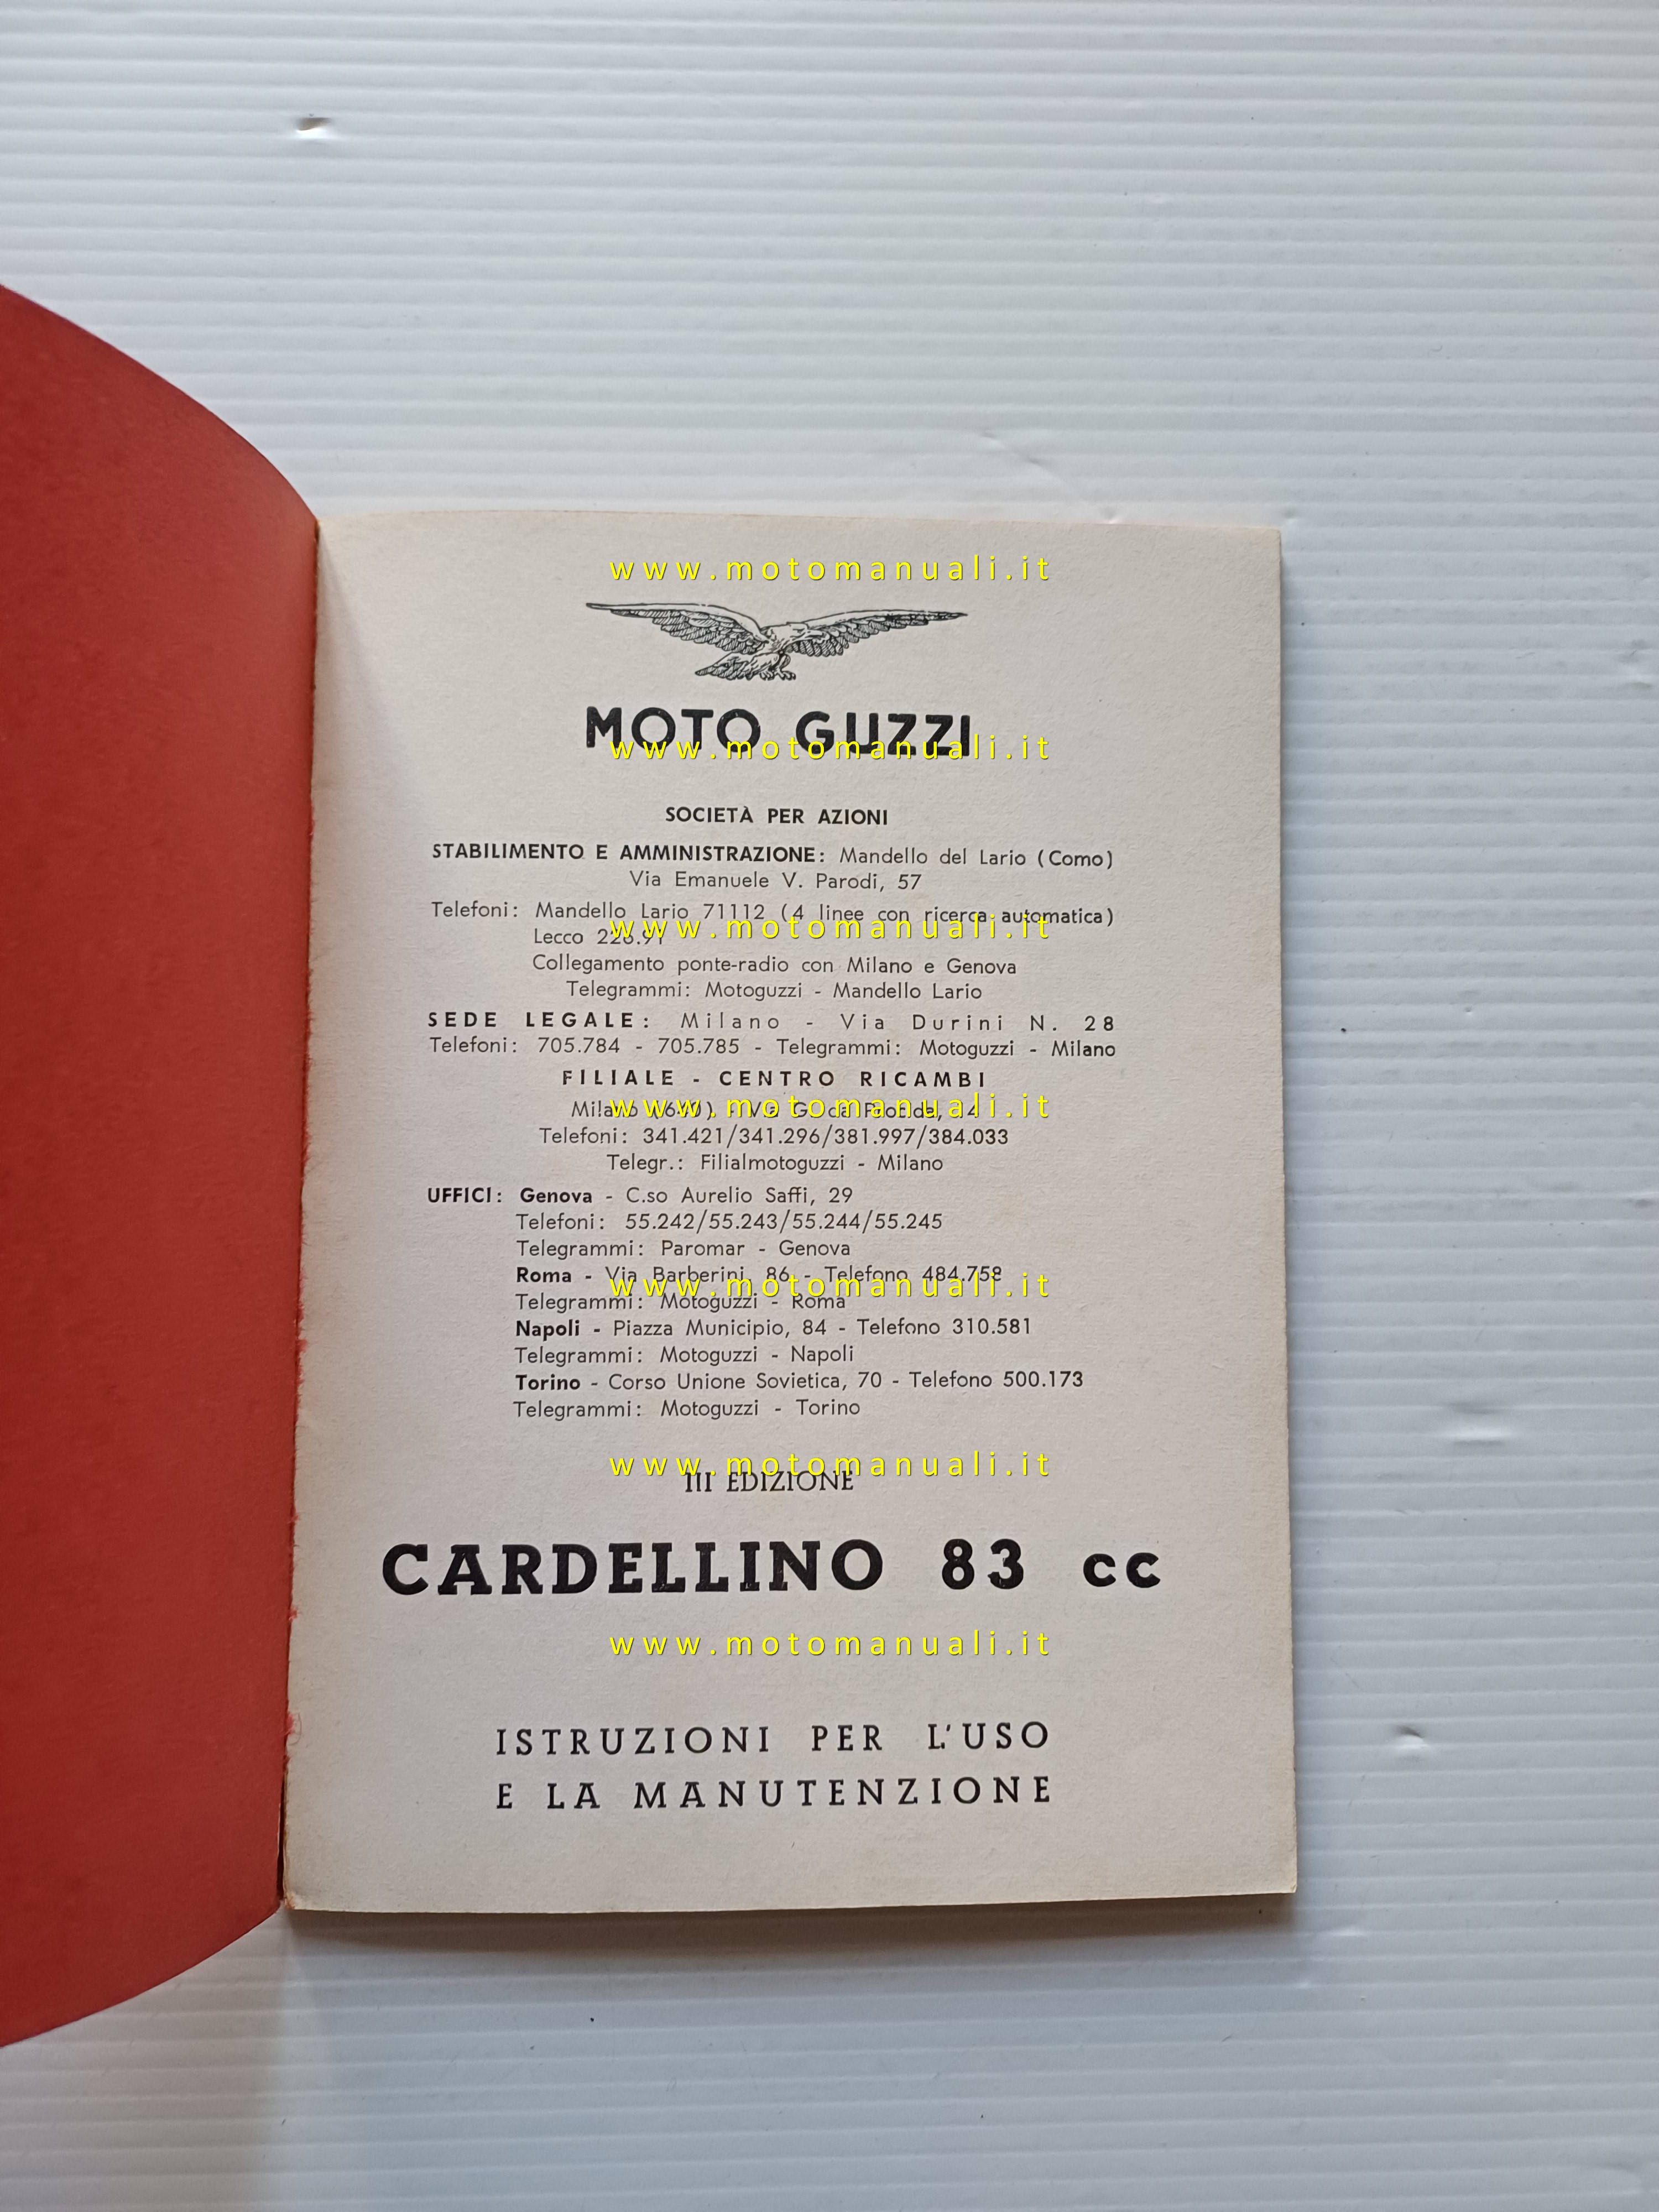 www.motomanuali.it
MOTO GUZZI
www.motomanuali.it
SOCIETÀ PER AZIONI
STABILIMENTO E AMMINISTRAZIONE: Mandello del Lario (Como)
Via Emanuele V. Parodi, 57
Telefoni: Mandello Lario 71112 (4 linee con ricerca automatica)
www.motomanuali.it
Lecco
Collegamento ponte-radio con Milano e Genova
Telegrammi: Motoguzzi - Mandello Lario
SEDE LEGALE: Milano - Via Durini N. 28
Telefoni: 705.784 - 705.785 - Telegrammi: Motoguzzi - Milano
FILIALE - CENTRO RICAMBI
Milano Via G. da
www.motomanuali.it
Telefoni: 341.421/341.296/381.997/384.033
Telegr.: Filialmotoguzzi - Milano
UFFICI: Genova - C.so Aurelio Saffi, 29
Telefoni: 55.242/55.243/55.244/55.245
Telegrammi: Paromar - Genova
Roma - Via Barberini, 86 - Telefono 484.758
www.motomanuali.it
Telegrammi: Motoguzzi - Roma
Napoli - Piazza Municipio, 84 - Telefono 310.581
Telegrammi: Motoguzzi - Napoli
Torino - Corso Unione Sovietica, 70 - Telefono 500.173
Telegrammi: Motoguzzi - Torino
www.motomanuali.it
III EDIZIONE
CARDELLINO 83 cc
www.motomanuali.it
ISTRUZIONI PER L'USO
E LA MANUTENZIONE